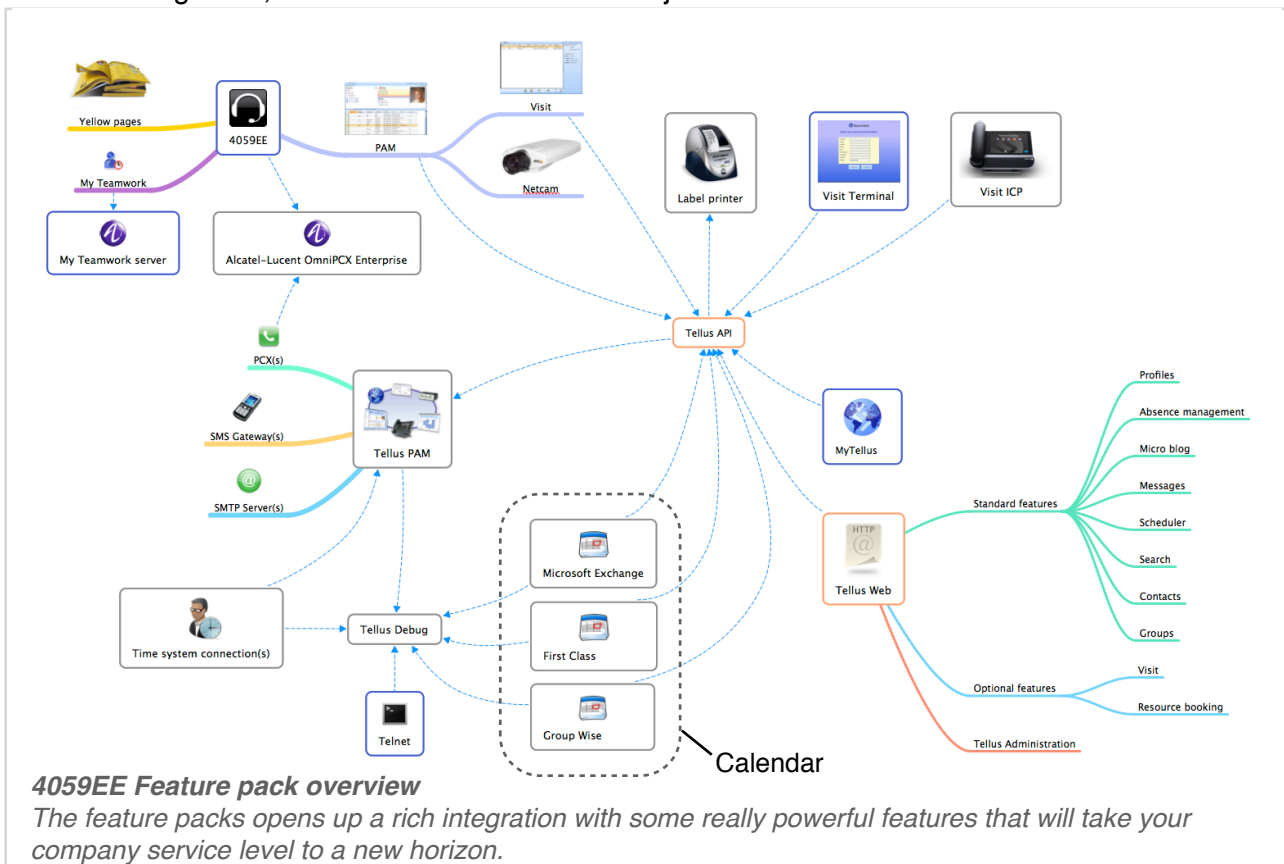 Yellow pages
4059EE
PAM
Visit
Netcam
My Teamwork
My Teamwork server
Alcatel-Lucent OmniPCX Enterprise
Label printer
Visit Terminal
Visit ICP
Tellus API
PCX(s)
SMS Gateway(s)
SMTP Server(s)
Tellus PAM
MyTellus
HTTP
@
Tellus Web
Standard features
Profiles
Absence management
Micro blog
Messages
Scheduler
Search
Contacts
Groups
Optional features
Visit
Resource booking
Tellus Administration
Microsoft Exchange
First Class
Group Wise
Calendar
Time system connection(s)
Tellus Debug
Telnet
4059EE Feature pack overview
The feature packs opens up a rich integration with some really powerful features that will take your
company service level to a new horizon.